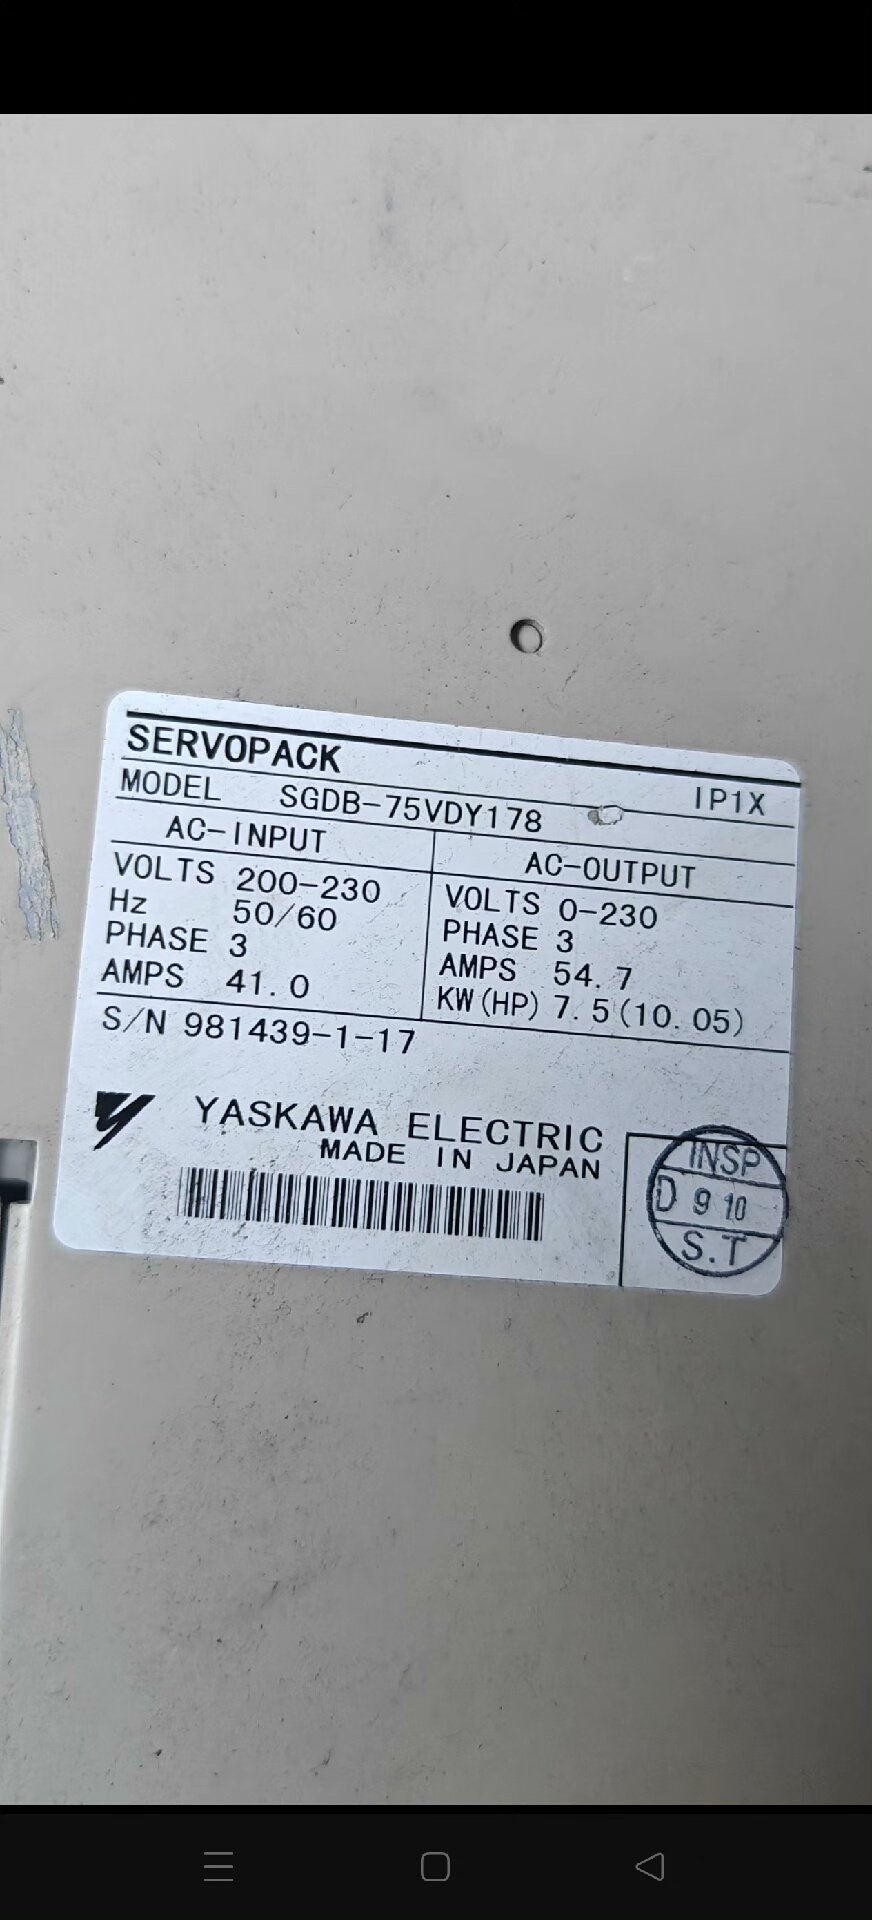 SERVOPACK
MODEL SGDB-75VDY178 IP1X
AC-INPUT
VOLTS 200-230
Hz 50/60
PHASE 3
AMPS 41.0
AC-OUTPUT
VOLTS 0-230
PHASE 3
AMPS 54.7
KW(HP) 7.5(10.05)
S/N 981439-1-17
YASKAWA ELECTRIC
MADE IN JAPAN
INSP
D 9 10
S.T